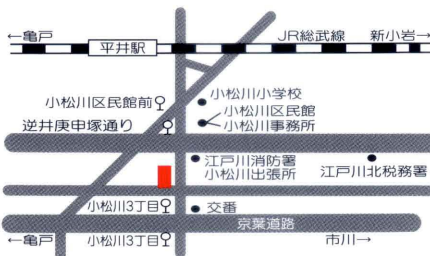 ←亀戸
平井駅
JR総武線
新小岩→
小松川区民館前
小松川小学校
小松川区民館
小松川事務所
逆井庚申塚通り
江戸川消防署
小松川出張所
江戸川北税務署
小松川3丁目
交番
京葉道路
←亀戸
小松川3丁目
市川→